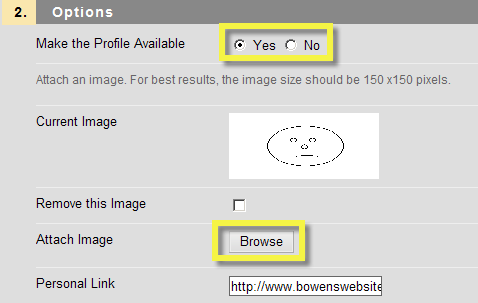 2. Options
Make the Profile Available Yes No
Attach an image. For best results, the image size should be 150 x150 pixels.
Current Image
Remove this Image
Attach Image Browse
Personal Link http://www.bowenswebsite